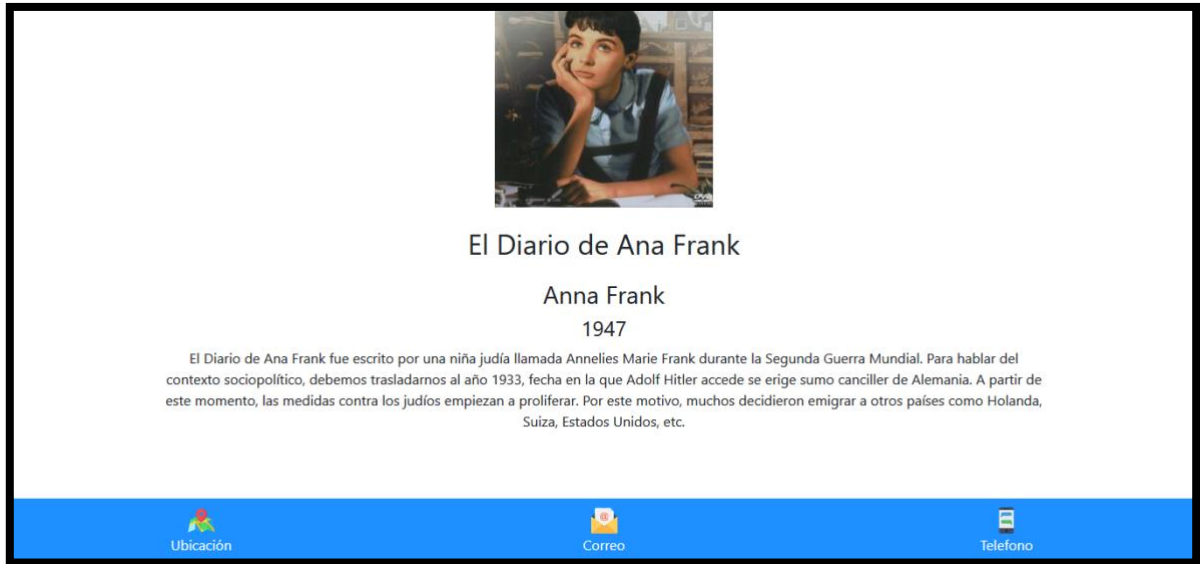 El Diario de Ana Frank
Anna Frank
1947
El Diario de Ana Frank fue escrito por una niña judía llamada Annelies Marie Frank durante la Segunda Guerra Mundial. Para hablar del
contexto sociopolítico, debemos trasladarnos al año 1933, fecha en la que Adolf Hitler accede se erige sumo canciller de Alemania. A partir de
este momento, las medidas contra los judíos empiezan a proliferar. Por este motivo, muchos decidieron emigrar a otros países como Holanda,
Suiza, Estados Unidos, etc.
Ubicación
Correo
Telefono